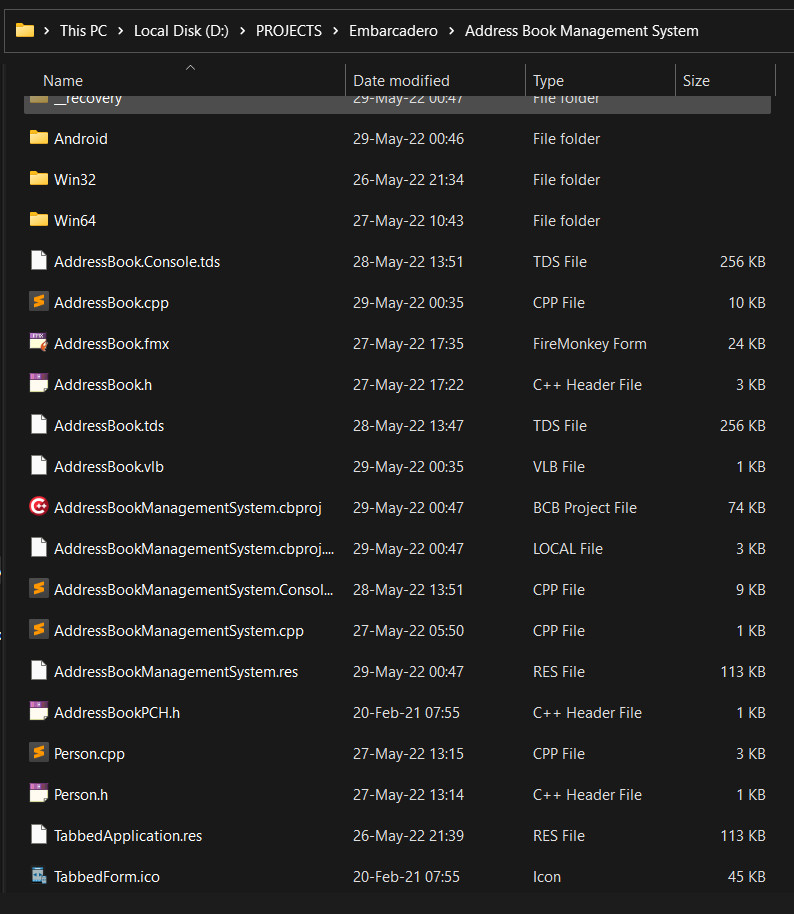 This PC > Local Disk (D:) > PROJECTS > Embarcadero > Address Book Management System
Name Date modified Type Size
__recovery 29-May-22 00:47 File folder
Android 29-May-22 00:46 File folder
Win32 26-May-22 21:34 File folder
Win64 27-May-22 10:43 File folder
AddressBook.Console.tds 28-May-22 13:51 TDS File 256 KB
AddressBook.cpp 29-May-22 00:35 CPP File 10 KB
AddressBook.fmx 27-May-22 17:35 FireMonkey Form 24 KB
AddressBook.h 27-May-22 17:22 C++ Header File 3 KB
AddressBook.tds 28-May-22 13:47 TDS File 256 KB
AddressBook.vlb 29-May-22 00:35 VLB File 1 KB
AddressBookManagementSystem.cbproj 29-May-22 00:47 BCB Project File 74 KB
AddressBookManagementSystem.cbproj.... 29-May-22 00:47 LOCAL File 3 KB
AddressBookManagementSystem.Consol... 28-May-22 13:51 CPP File 9 KB
AddressBookManagementSystem.cpp 27-May-22 05:50 CPP File 1 KB
AddressBookManagementSystem.res 29-May-22 00:47 RES File 113 KB
AddressBookPCH.h 20-Feb-21 07:55 C++ Header File 1 KB
Person.cpp 27-May-22 13:15 CPP File 3 KB
Person.h 27-May-22 13:14 C++ Header File 1 KB
TabbedApplication.res 26-May-22 21:39 RES File 113 KB
TabbedForm.ico 20-Feb-21 07:55 Icon 45 KB